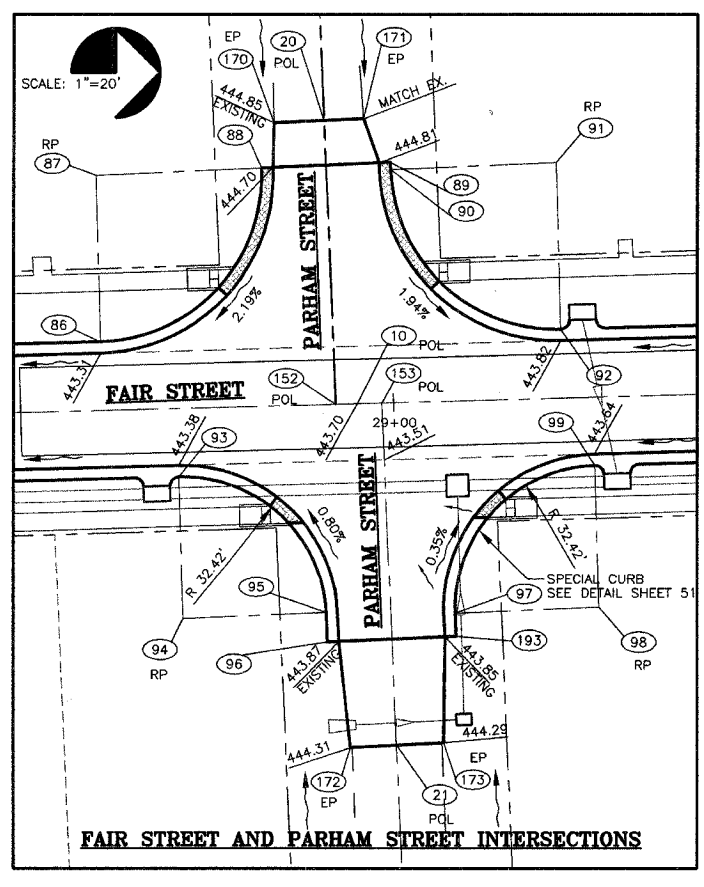 EP
170
20
POL
171
EP
SCALE: 1"=20'
444.85
EXISTING
MATCH EX.
RP
87
88
444.70
444.81
RP
91
89
90
PARHAM STREET
2.19%
1.94%
86
443.31
10
POL
443.82
92
FAIR STREET
152
POL
153
POL
29+00
443.70
443.51
443.38
93
443.64
99
PARHAM STREET
0.80%
0.35%
R 32.42'
R 32.42'
SPECIAL CURB
SEE DETAIL SHEET 51
95
97
94
RP
96
193
98
RP
443.87
EXISTING
443.85
EXISTING
444.31
444.29
172
EP
21
POL
173
EP
FAIR STREET AND PARHAM STREET INTERSECTIONS